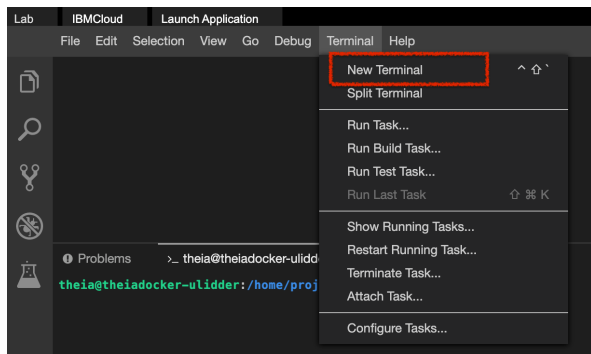 Lab IBMCloud Launch Application
File Edit Selection View Go Debug Terminal Help
New Terminal ^ ⇧ `
Split Terminal
Run Task...
Run Build Task...
Run Test Task...
Run Last Task ⇧ ⌘ K
Show Running Tasks...
Restart Running Task...
Terminate Task...
Attach Task...
Configure Tasks...
Problems >_ theia@theiadocker-ulidd
theia@theiadocker-ulidder:/home/proj